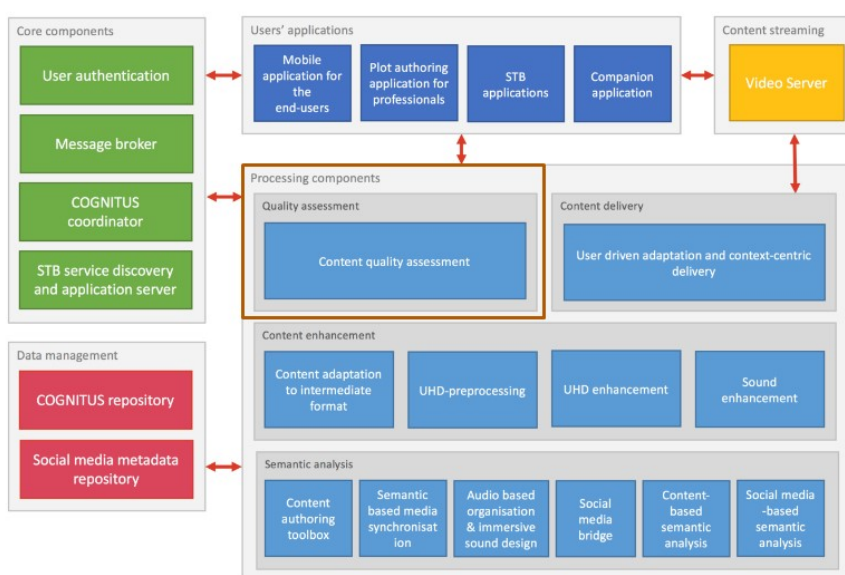 Core components
User authentication
Message broker
COGNITUS
coordinator
STB service discovery
and application server
Users' applications
Mobile
application for
the
end-users
Plot authoring
application for
professionals
STB
applications
Companion
application
Content streaming
Video Server
Processing components
Quality assessment
Content quality assessment
Content delivery
User driven adaptation and context-centric
delivery
Content enhancement
Content adaptation
to intermediate
format
UHD-preprocessing
UHD enhancement
Sound
enhancement
Data management
COGNITUS repository
Social media metadata
repository
Semantic analysis
Content
authoring
toolbox
Semantic
based media
synchronisat
ion
Audio based
organisation
& immersive
sound design
Social
media
bridge
Content-
based
semantic
analysis
Social media
-based
semantic
analysis